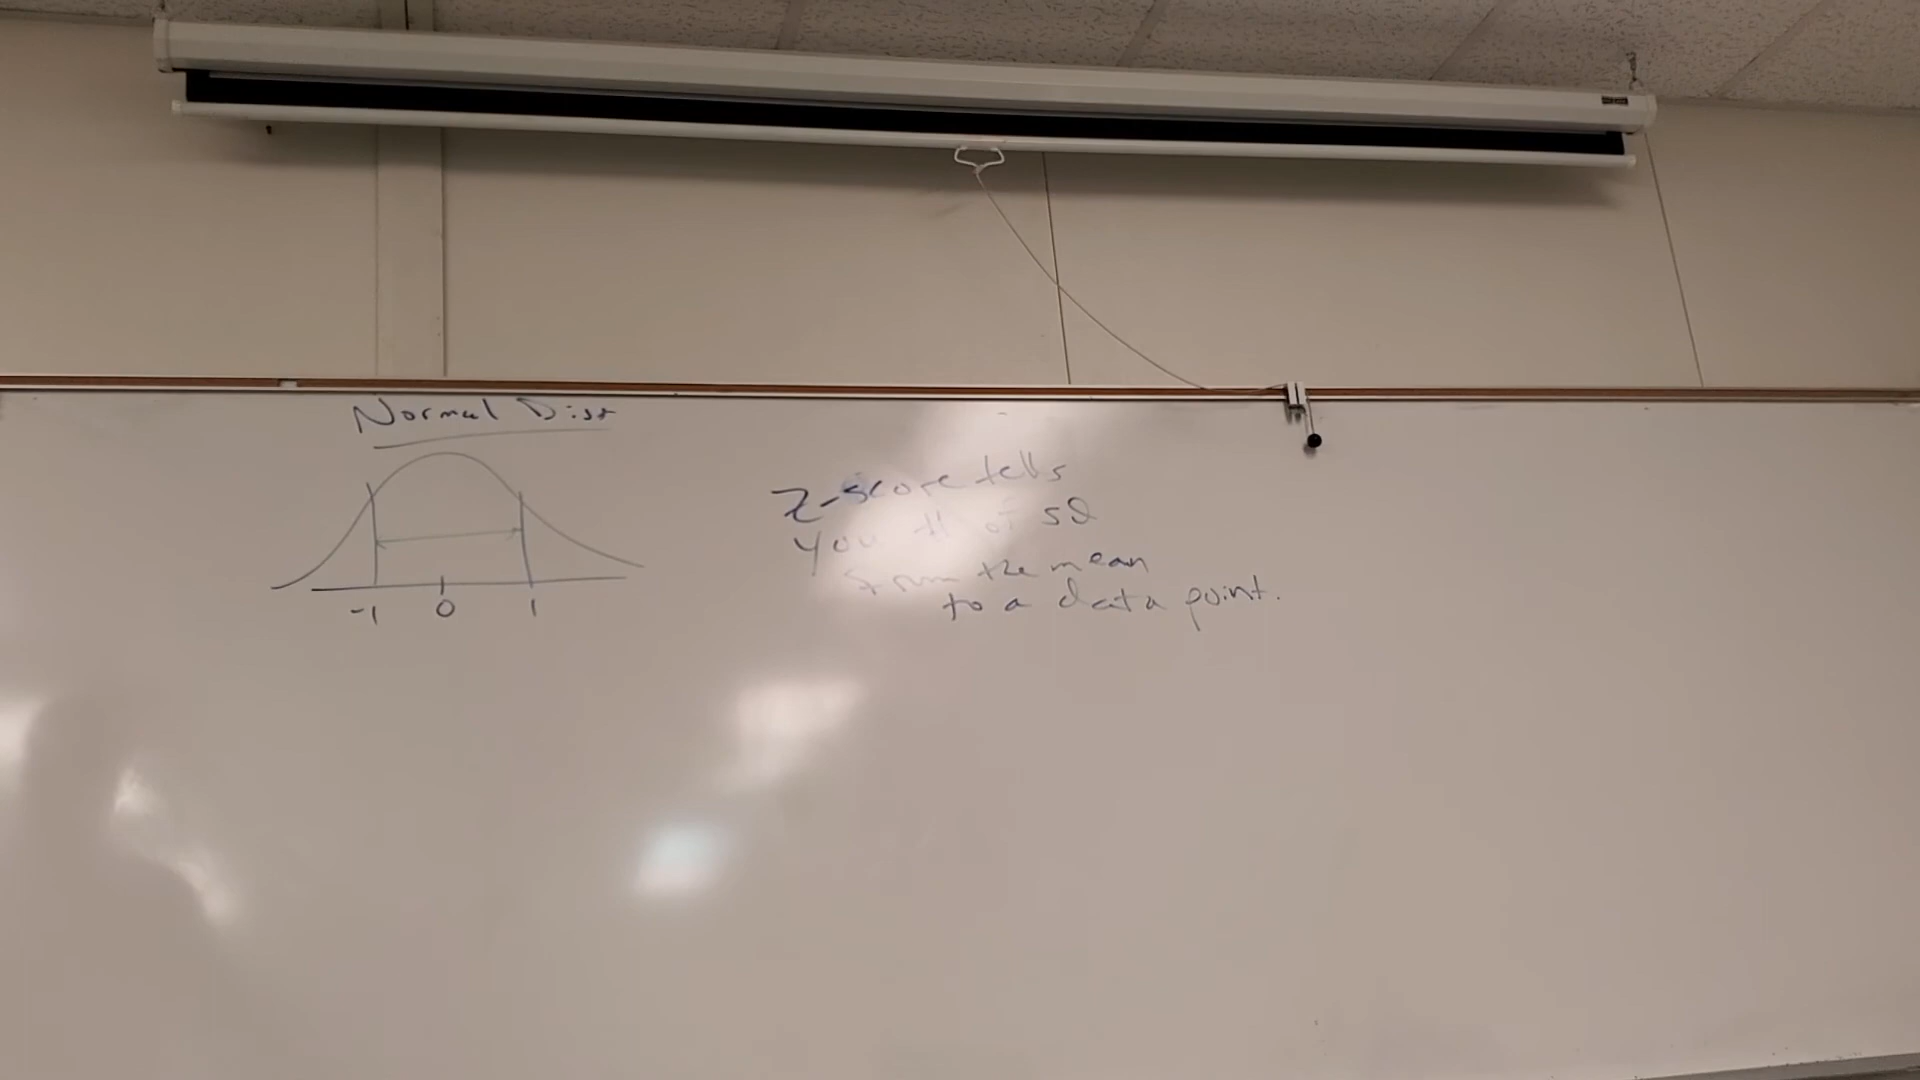 Normal Dist
-1 0 1
Z-score tells
you # of SD
from the mean
to a data point.